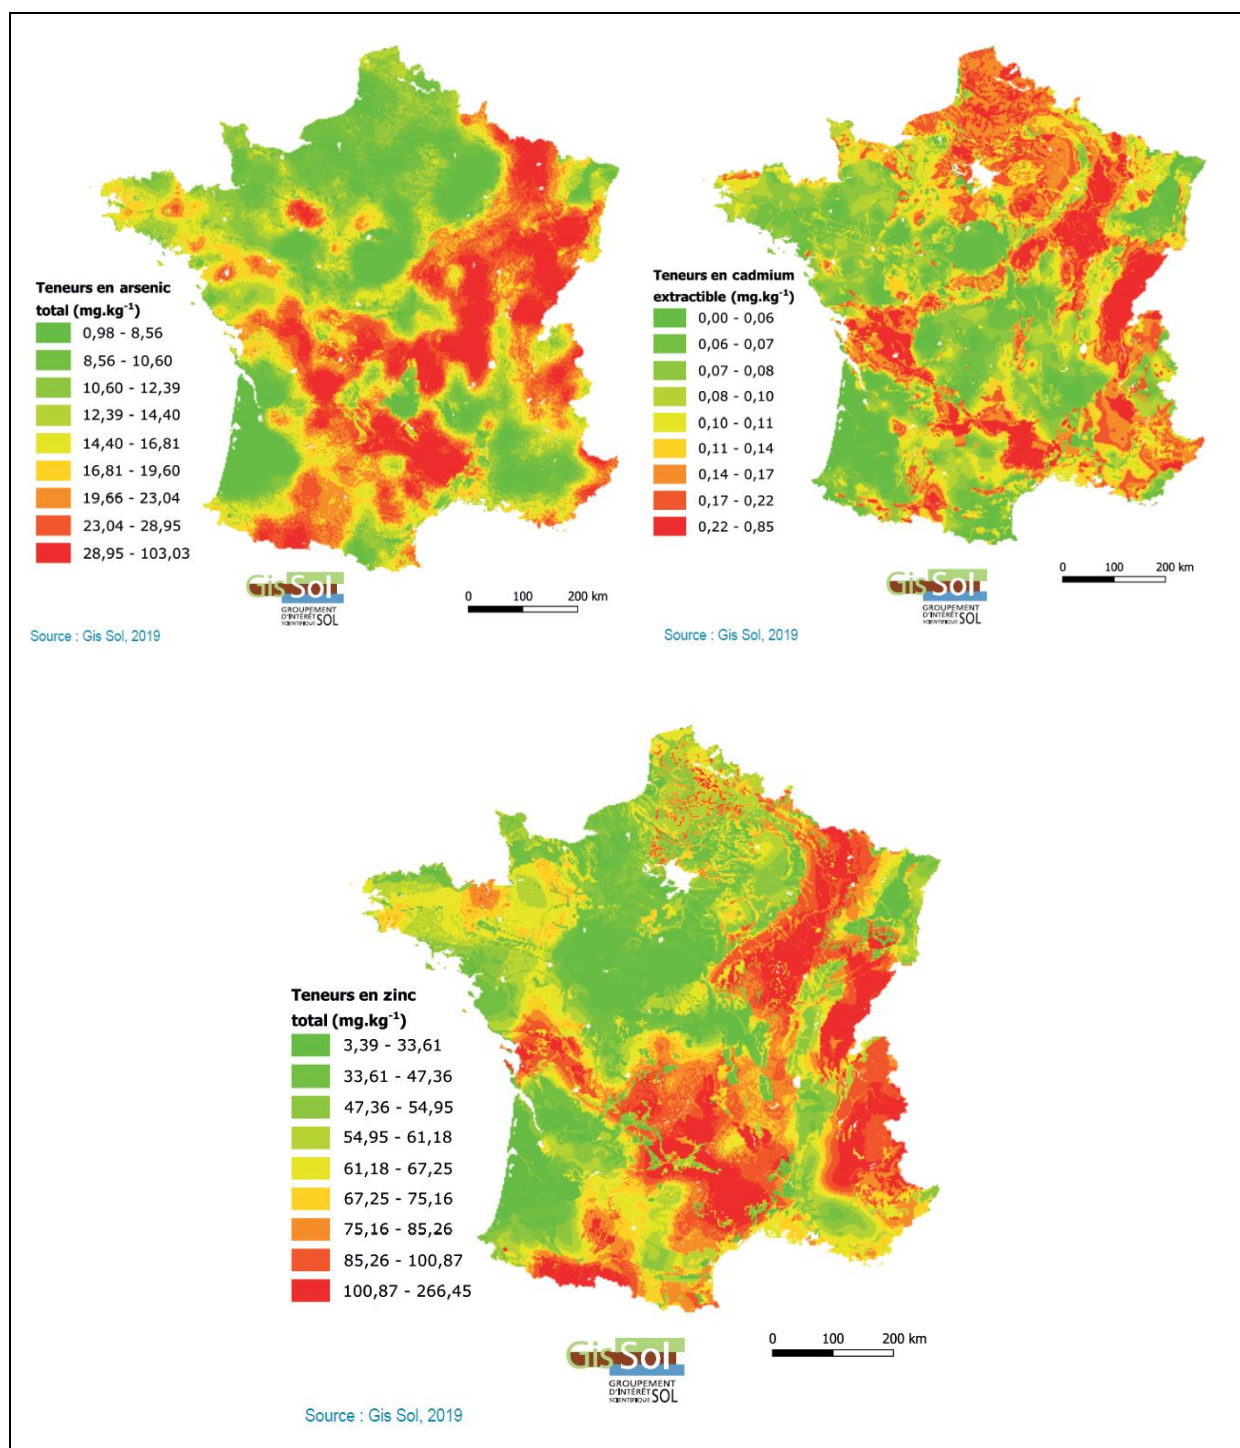 Teneurs en arsenic
total (mg.kg-1)
0,98 - 8,56
8,56 - 10,60
10,60 - 12,39
12,39 - 14,40
14,40 - 16,81
16,81 - 19,60
19,66 - 23,04
23,04 - 28,95
28,95 - 103,03
GisSol
GROUPEMENT
D'INTÉRÊT
SCIENTIFIQUE SOL
0 100 200 km
Source : Gis Sol, 2019
Teneurs en cadmium
extractible (mg.kg-1)
0,00 - 0,06
0,06 - 0,07
0,07 - 0,08
0,08 - 0,10
0,10 - 0,11
0,11 - 0,14
0,14 - 0,17
0,17 - 0,22
0,22 - 0,85
GisSol
GROUPEMENT
D'INTÉRÊT
SCIENTIFIQUE SOL
0 100 200 km
Source : Gis Sol, 2019
Teneurs en zinc
total (mg.kg-1)
3,39 - 33,61
33,61 - 47,36
47,36 - 54,95
54,95 - 61,18
61,18 - 67,25
67,25 - 75,16
75,16 - 85,26
85,26 - 100,87
100,87 - 266,45
GisSol
GROUPEMENT
D'INTÉRÊT
SCIENTIFIQUE SOL
0 100 200 km
Source : Gis Sol, 2019